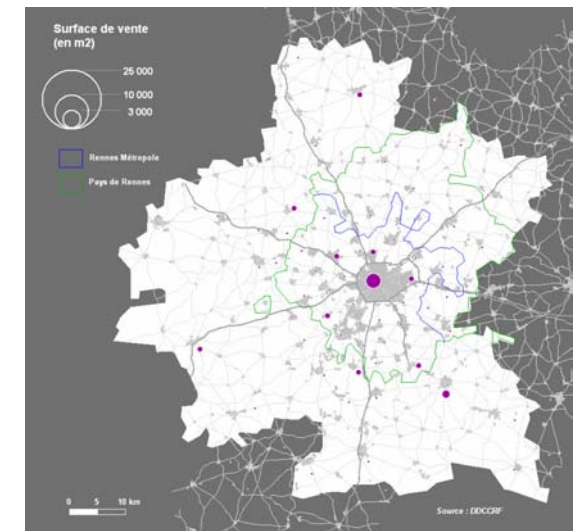 Surface de vente
(en m2)
25 000
10 000
3 000
Rennes Métropole
Pays de Rennes
0 5 10 km
Source : DDCCRF